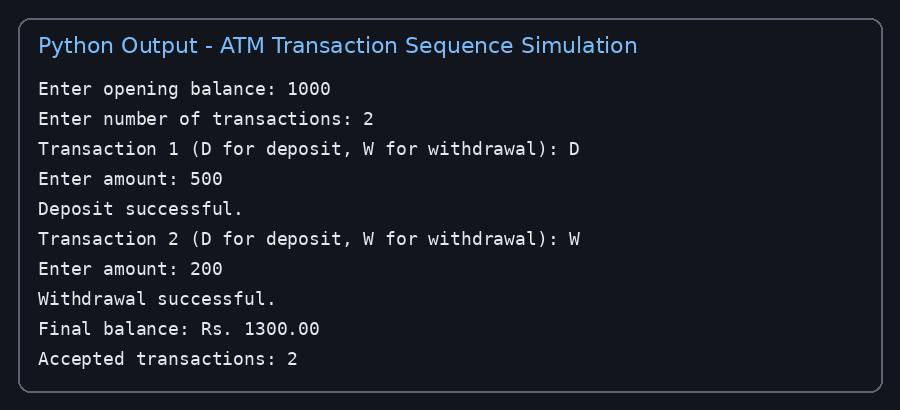 Python Output - ATM Transaction Sequence Simulation
Enter opening balance: 1000
Enter number of transactions: 2
Transaction 1 (D for deposit, W for withdrawal): D
Enter amount: 500
Deposit successful.
Transaction 2 (D for deposit, W for withdrawal): W
Enter amount: 200
Withdrawal successful.
Final balance: Rs. 1300.00
Accepted transactions: 2